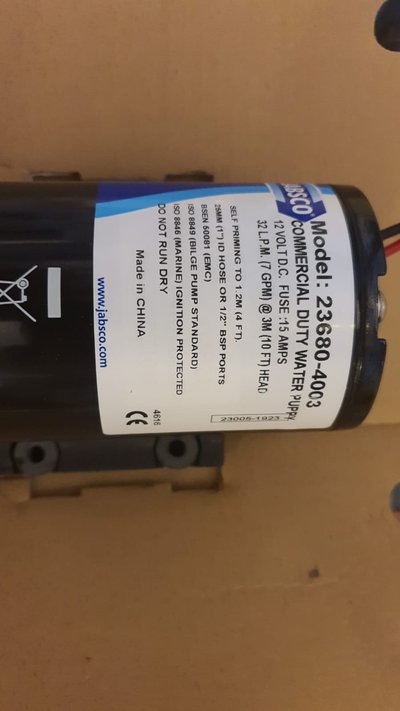 JABSCO
Model: 23680-4003
COMMERCIAL DUTY WATER PUPPY
12 VOLT D.C. FUSE :15 AMPS
32 L.P.M. (7 GPM) @ 3M (10 FT) HEAD
23005-1923
SELF PRIMING TO 1.2M (4 FT).
25MM (1") ID HOSE OR 1/2" BSP PORTS
BSEN 50081 (EMC)
ISO 8849 (BILGE PUMP STANDARD)
ISO 8846 (MARINE) IGNITION PROTECTED
DO NOT RUN DRY
Made in CHINA
4616
CE
www.jabsco.com